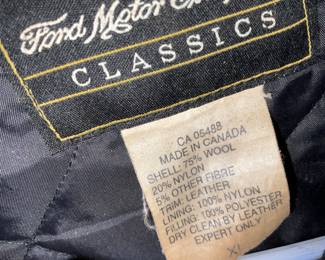 Ford Motor Co
CLASSICS
CA 05488
MADE IN CANADA
SHELL: 75% WOOL
20% NYLON
5% OTHER FIBRE
TRIM: LEATHER
LINING: 100% NYLON
FILLING: 100% POLYESTER
DRY CLEAN BY LEATHER
EXPERT ONLY
XL